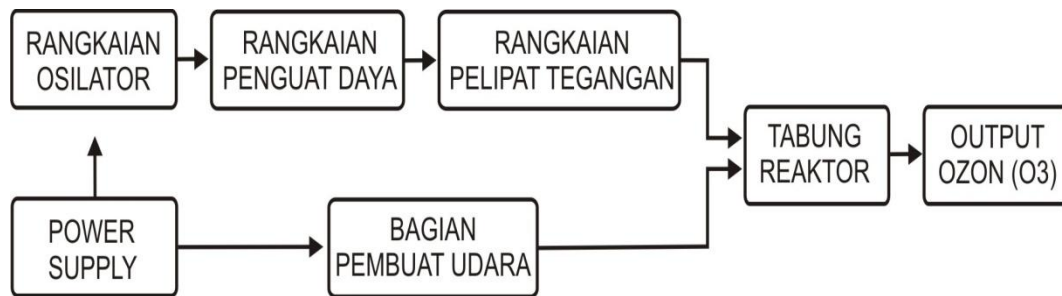 RANGKAIAN
OSILATOR
RANGKAIAN
PENGUAT DAYA
RANGKAIAN
PELIPAT TEGANGAN
TABUNG
REAKTOR
OUTPUT
OZON (O3)
POWER
SUPPLY
BAGIAN
PEMBUAT UDARA